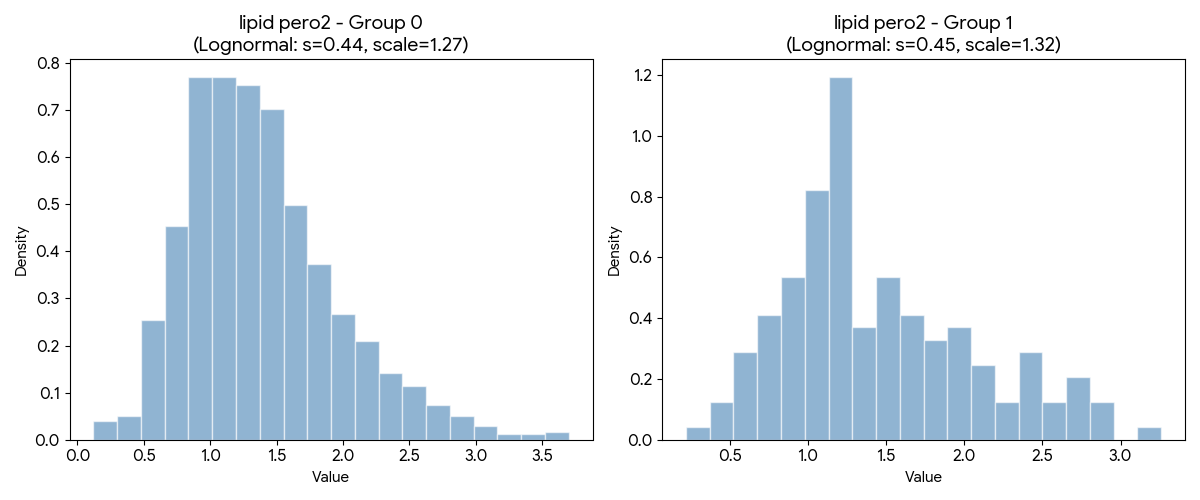 lipid pero2 - Group 0
(Lognormal: s=0.44, scale=1.27)
0.8
0.7
0.6
0.5
0.4
0.3
0.2
0.1
0.0
Density
0.0 0.5 1.0 1.5 2.0 2.5 3.0 3.5
Value
lipid pero2 - Group 1
(Lognormal: s=0.45, scale=1.32)
1.2
1.0
0.8
0.6
0.4
0.2
0.0
Density
0.5 1.0 1.5 2.0 2.5 3.0
Value